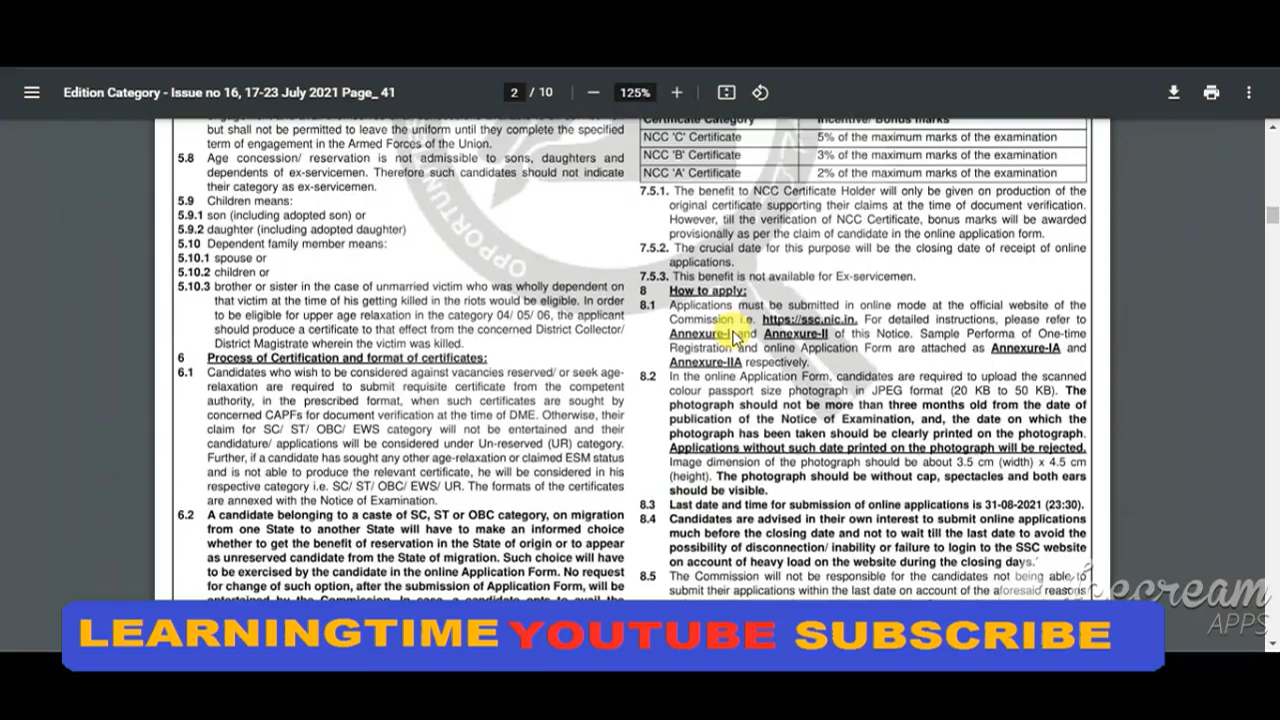 Edition Category - Issue no 16, 17-23 July 2021 Page_ 41
2 / 10
125%
but shall not be permitted to leave the uniform until they complete the specified
term of engagement in the Armed Forces of the Union.
5.8 Age concession/ reservation is not admissible to sons, daughters and
dependents of ex-servicemen. Therefore such candidates should not indicate
their category as ex-servicemen.
5.9 Children means:
5.9.1 son (including adopted son) or
5.9.2 daughter (including adopted daughter)
5.10 Dependent family member means:
5.10.1 spouse or
5.10.2 children or
5.10.3 brother or sister in the case of unmarried victim who was wholly dependent on
that victim at the time of his getting killed in the riots would be eligible. In order
to be eligible for upper age relaxation in the category 04/ 05/ 06, the applicant
should produce a certificate to that effect from the concerned District Collector/
District Magistrate wherein the victim was killed.
6 Process of Certification and format of certificates:
6.1 Candidates who wish to be considered against vacancies reserved/ or seek age-
relaxation are required to submit requisite certificate from the competent
authority, in the prescribed format, when such certificates are sought by
concerned CAPFs for document verification at the time of DME. Otherwise, their
claim for SC/ ST/ OBC/ EWS category will not be entertained and their
candidature/ applications will be considered under Un-reserved (UR) category.
Further, if a candidate has sought any other age-relaxation or claimed ESM status
and is not able to produce the relevant certificate, he will be considered in his
respective category i.e. SC/ ST/ OBC/ EWS/ UR. The formats of the certificates
are annexed with the Notice of Examination.
6.2 A candidate belonging to a caste of SC, ST or OBC category, on migration
from one State to another State will have to make an informed choice
whether to get the benefit of reservation in the State of origin or to appear
as unreserved candidate from the State of migration. Such choice will have
to be exercised by the candidate in the online Application Form. No request
for change of such option, after the submission of Application Form, will be
Certificate Category Incentive/ Bonus marks
NCC 'C' Certificate 5% of the maximum marks of the examination
NCC 'B' Certificate 3% of the maximum marks of the examination
NCC 'A' Certificate 2% of the maximum marks of the examination
7.5.1. The benefit to NCC Certificate Holder will only be given on production of the
original certificate supporting their claims at the time of document verification.
However, till the verification of NCC Certificate, bonus marks will be awarded
provisionally as per the claim of candidate in the online application form.
7.5.2. The crucial date for this purpose will be the closing date of receipt of online
applications.
7.5.3. This benefit is not available for Ex-servicemen.
8 How to apply:
8.1 Applications must be submitted in online mode at the official website of the
Commission i.e. https://ssc.nic.in. For detailed instructions, please refer to
Annexure-I and Annexure-II of this Notice. Sample Performa of One-time
Registration and online Application Form are attached as Annexure-IA and
Annexure-IIA respectively.
8.2 In the online Application Form, candidates are required to upload the scanned
colour passport size photograph in JPEG format (20 KB to 50 KB). The
photograph should not be more than three months old from the date of
publication of the Notice of Examination, and, the date on which the
photograph has been taken should be clearly printed on the photograph.
Applications without such date printed on the photograph will be rejected.
Image dimension of the photograph should be about 3.5 cm (width) x 4.5 cm
(height). The photograph should be without cap, spectacles and both ears
should be visible.
8.3 Last date and time for submission of online applications is 31-08-2021 (23:30).
8.4 Candidates are advised in their own interest to submit online applications
much before the closing date and not to wait till the last date to avoid the
possibility of disconnection/ inability or failure to login to the SSC website
on account of heavy load on the website during the closing days.
8.5 The Commission will not be responsible for the candidates not being able to
submit their applications within the last date on account of the aforesaid reasons
OPPORTUN
APPS
LEARNINGTIME YOUTUBE SUBSCRIBE